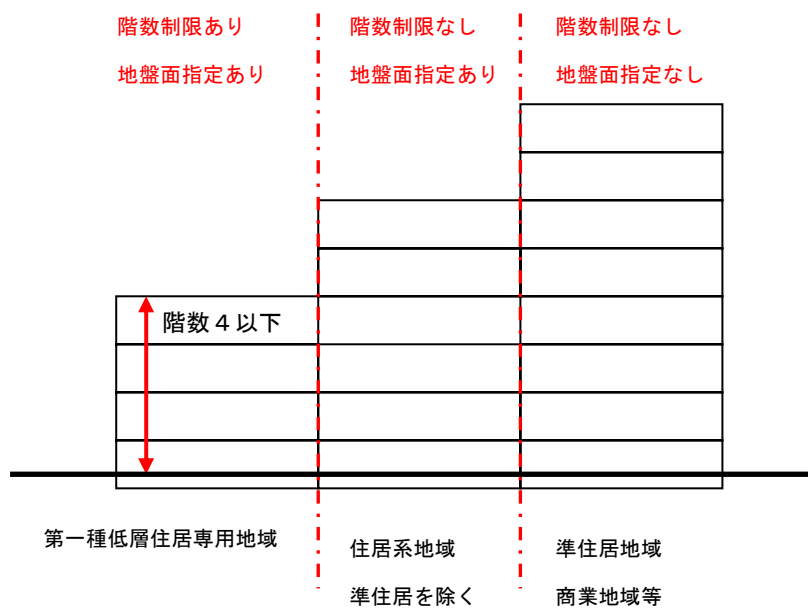 階数制限あり
地盤面指定あり
階数制限なし
地盤面指定あり
階数制限なし
地盤面指定なし
階数４以下
第一種低層住居専用地域
住居系地域
準住居を除く
準住居地域
商業地域等